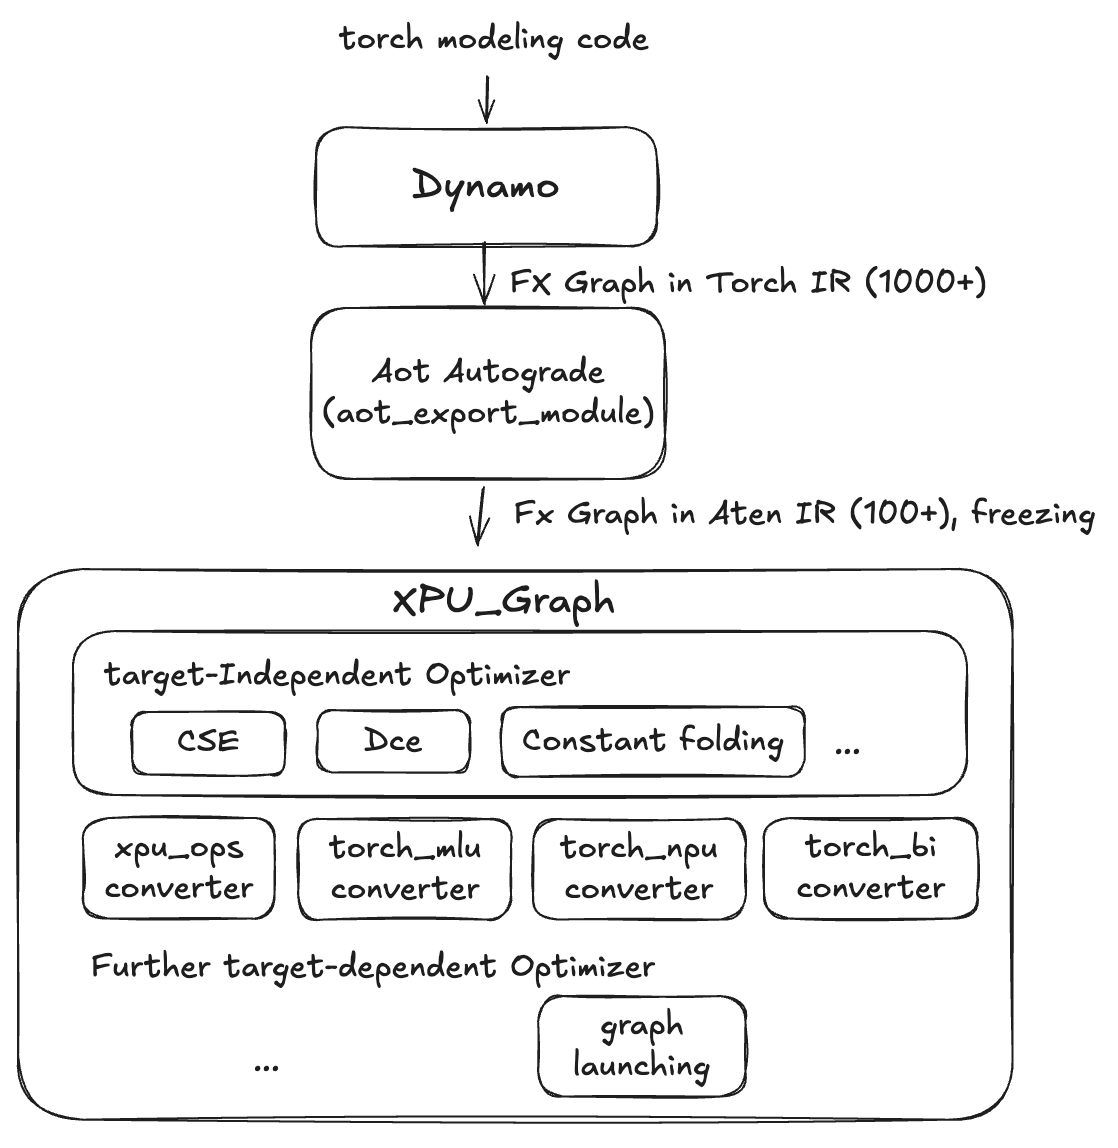 torch modeling code
Dynamo
FX Graph in Torch IR (1000+)
Aot Autograde
(aot_export_module)
Fx Graph in Aten IR (100+), freezing
XPU_Graph
target-Independent Optimizer
CSE
Dce
Constant folding
...
xpu_ops
converter
torch_mlu
converter
torch_npu
converter
torch_bi
converter
Further target-dependent Optimizer
...
graph
launching